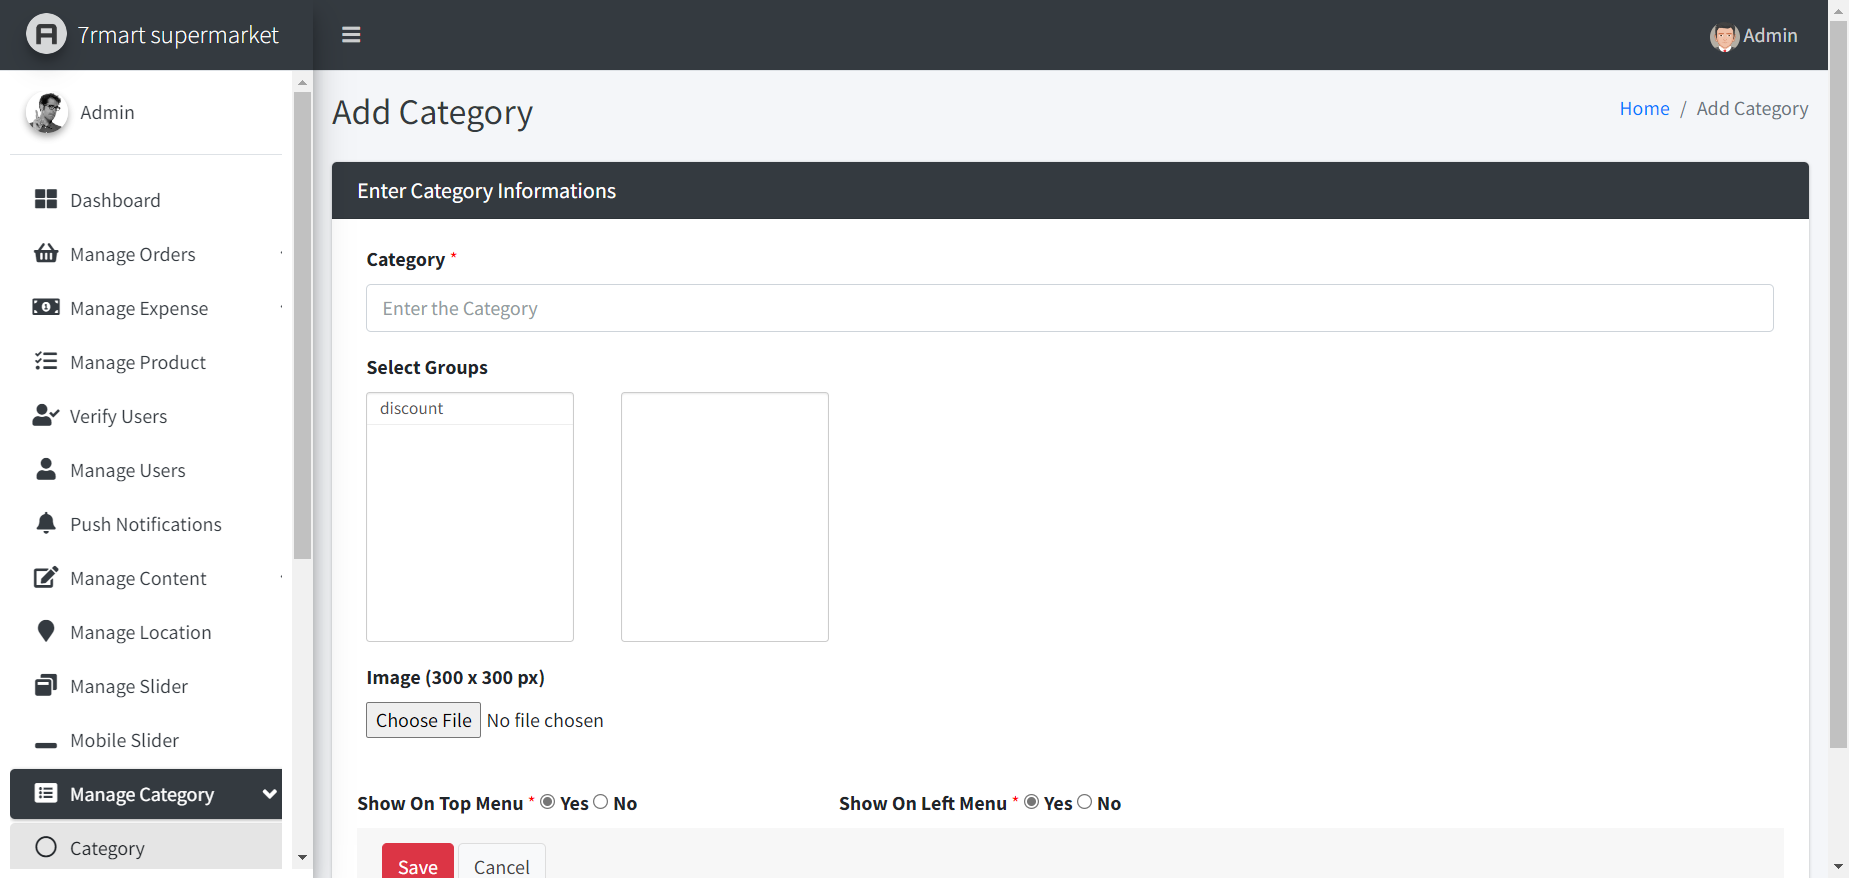 7rmart supermarket
Admin
Admin
Dashboard
Manage Orders
Manage Expense
Manage Product
Verify Users
Manage Users
Push Notifications
Manage Content
Manage Location
Manage Slider
Mobile Slider
Manage Category
Category
Add Category
Home / Add Category
Enter Category Informations
Category *
Enter the Category
Select Groups
discount
Image (300 x 300 px)
Choose File No file chosen
Show On Top Menu * Yes No
Show On Left Menu * Yes No
Save Cancel